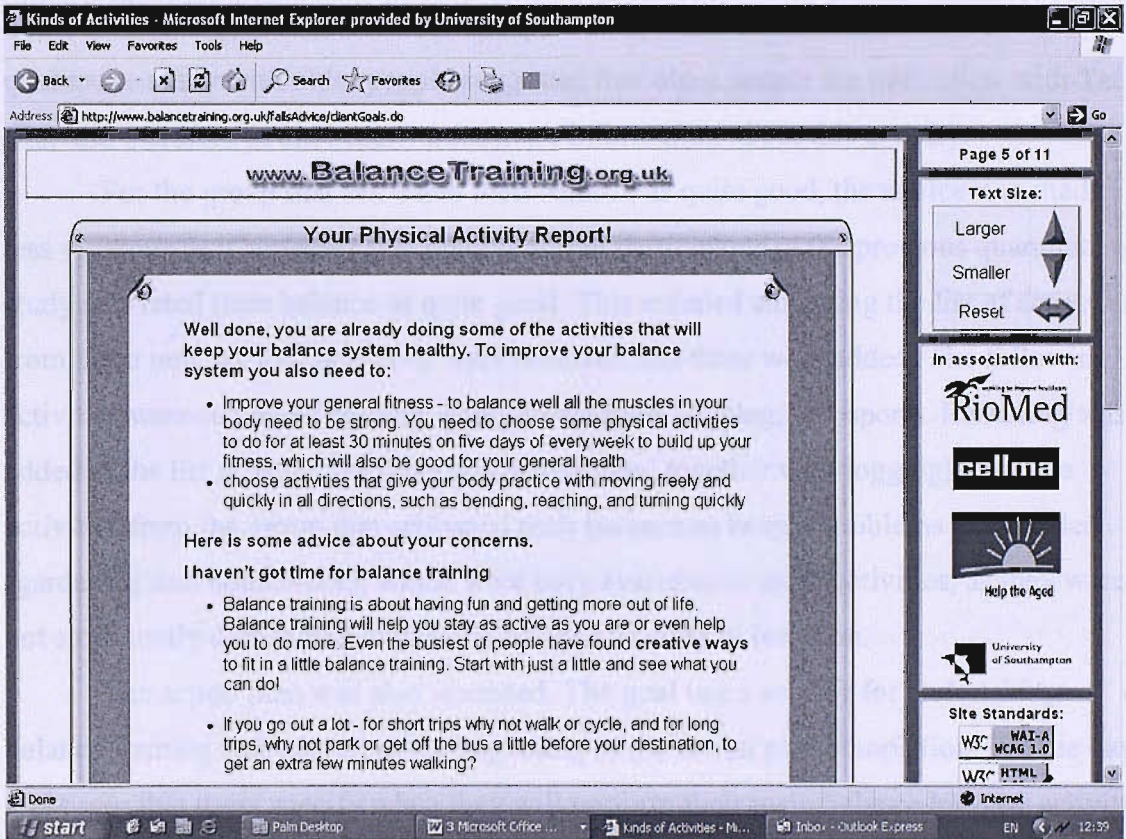 Kinds of Activities - Microsoft Internet Explorer provided by University of Southampton
File Edit View Favorites Tools Help
Back Search Favorites
Address http://www.balancetraining.org.uk/fallsAdvice/clientGoals.do Go
www.BalanceTraining.org.uk
Your Physical Activity Report!
Well done, you are already doing some of the activities that will
keep your balance system healthy. To improve your balance
system you also need to:
• Improve your general fitness - to balance well all the muscles in your
body need to be strong. You need to choose some physical activities
to do for at least 30 minutes on five days of every week to build up your
fitness, which will also be good for your general health
choose activities that give your body practice with moving freely and
quickly in all directions, such as bending, reaching, and turning quickly
Here is some advice about your concerns.
I haven't got time for balance training
• Balance training is about having fun and getting more out of life.
Balance training will help you stay as active as you are or even help
you to do more. Even the busiest of people have found creative ways
to fit in a little balance training. Start with just a little and see what you
can do!
• If you go out a lot - for short trips why not walk or cycle, and for long
trips, why not park or get off the bus a little before your destination, to
get an extra few minutes walking?
Page 5 of 11
Text Size:
Larger
Smaller
Reset
In association with:
RioMed
cellma
Help the Aged
University
of Southampton
Site Standards:
W3C WAI-A
WCAG 1.0
W3C HTML
Done Internet
start Palm Desktop 3 Microsoft Office ... Kinds of Activities - Mi... Inbox - Outlook Express EN 12:39